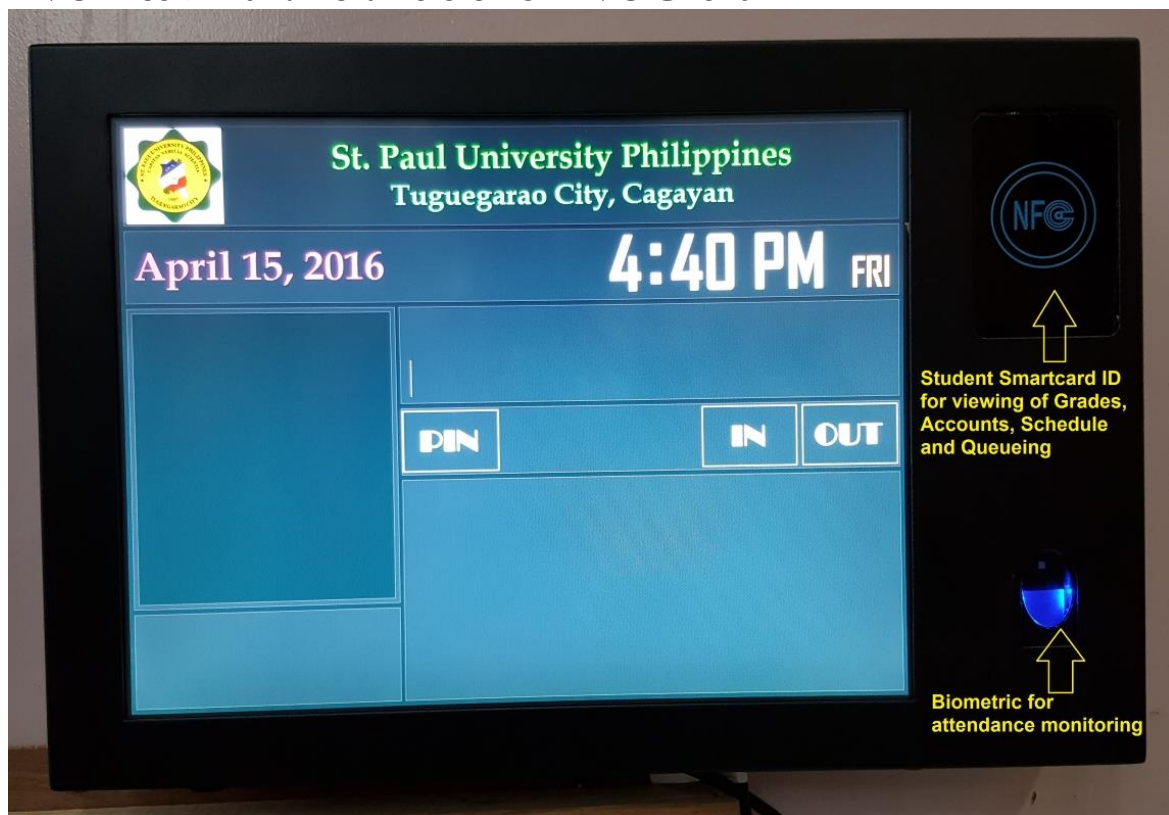 St. Paul University Philippines
Tuguegarao City, Cagayan
April 15, 2016
4:40 PM FRI
NFC
PIN
IN
OUT
Student Smartcard ID
for viewing of Grades,
Accounts, Schedule
and Queueing
Biometric for
attendance monitoring